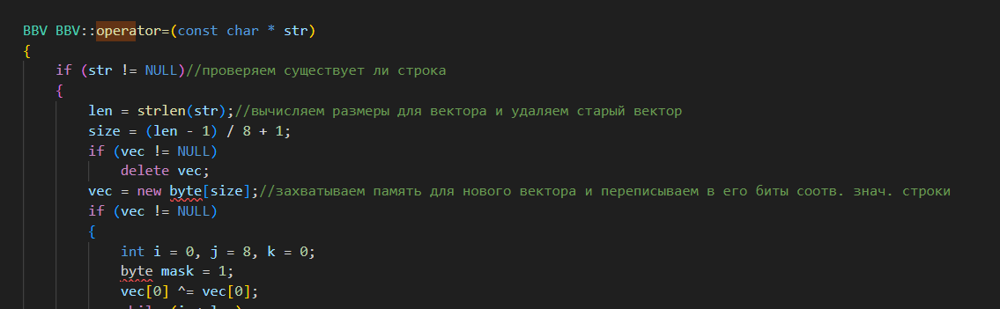 BBV BBV::operator=(const char * str)
{
if (str != NULL)//проверяем существует ли строка
{
len = strlen(str);//вычисляем размеры для вектора и удаляем старый вектор
size = (len - 1) / 8 + 1;
if (vec != NULL)
delete vec;
vec = new byte[size];//захватываем память для нового вектора и переписываем в его биты соотв. знач. строки
if (vec != NULL)
{
int i = 0, j = 8, k = 0;
byte mask = 1;
vec[0] ^= vec[0];